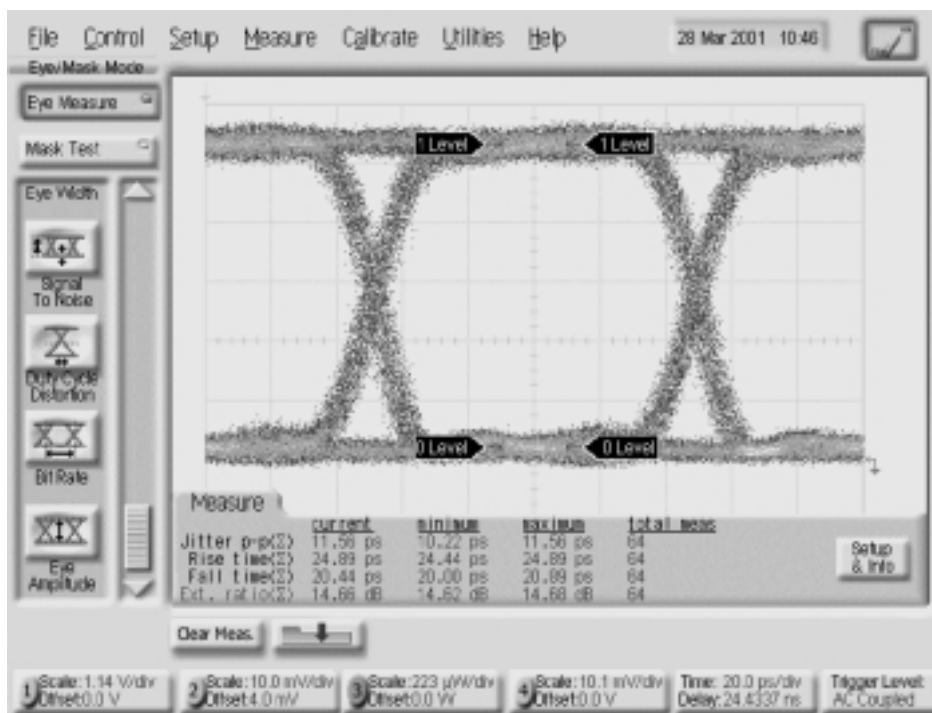 File Control Setup Measure Calibrate Utilities Help 28 Mar 2001 10:46
Eye/Mask Mode
Eye Measure
Mask Test
Eye Width
Signal
To Noise
Duty Cycle
Distortion
Bit Rate
Eye
Amplitude
1 Level 1 Level
0 Level 0 Level
Measure
current minimum maximum total meas
Jitter p-p(Σ) 11.56 ps 10.22 ps 11.56 ps 64
Rise time(Σ) 24.89 ps 24.44 ps 24.89 ps 64
Fall time(Σ) 20.44 ps 20.00 ps 20.89 ps 64
Ext. ratio(Σ) 14.66 dB 14.62 dB 14.68 dB 64
Setup
& Info
Clear Meas.
1 Scale:1.14 V/div
Offset:0.0 V
2 Scale:10.0 mV/div
Offset:4.0 mV
3 Scale:223 µW/div
Offset:0.0 W
4 Scale:10.1 mV/div
Offset:0.0 V
Time: 20.0 ps/div
Delay:24.4337 ns
Trigger Level:
AC Coupled